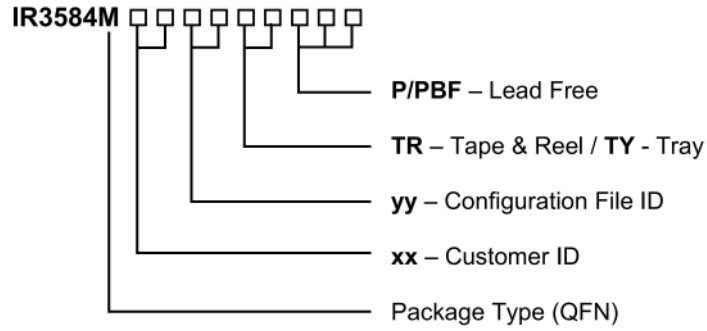 IR3584M
P/PBF – Lead Free
TR – Tape & Reel / TY - Tray
yy – Configuration File ID
xx – Customer ID
Package Type (QFN)